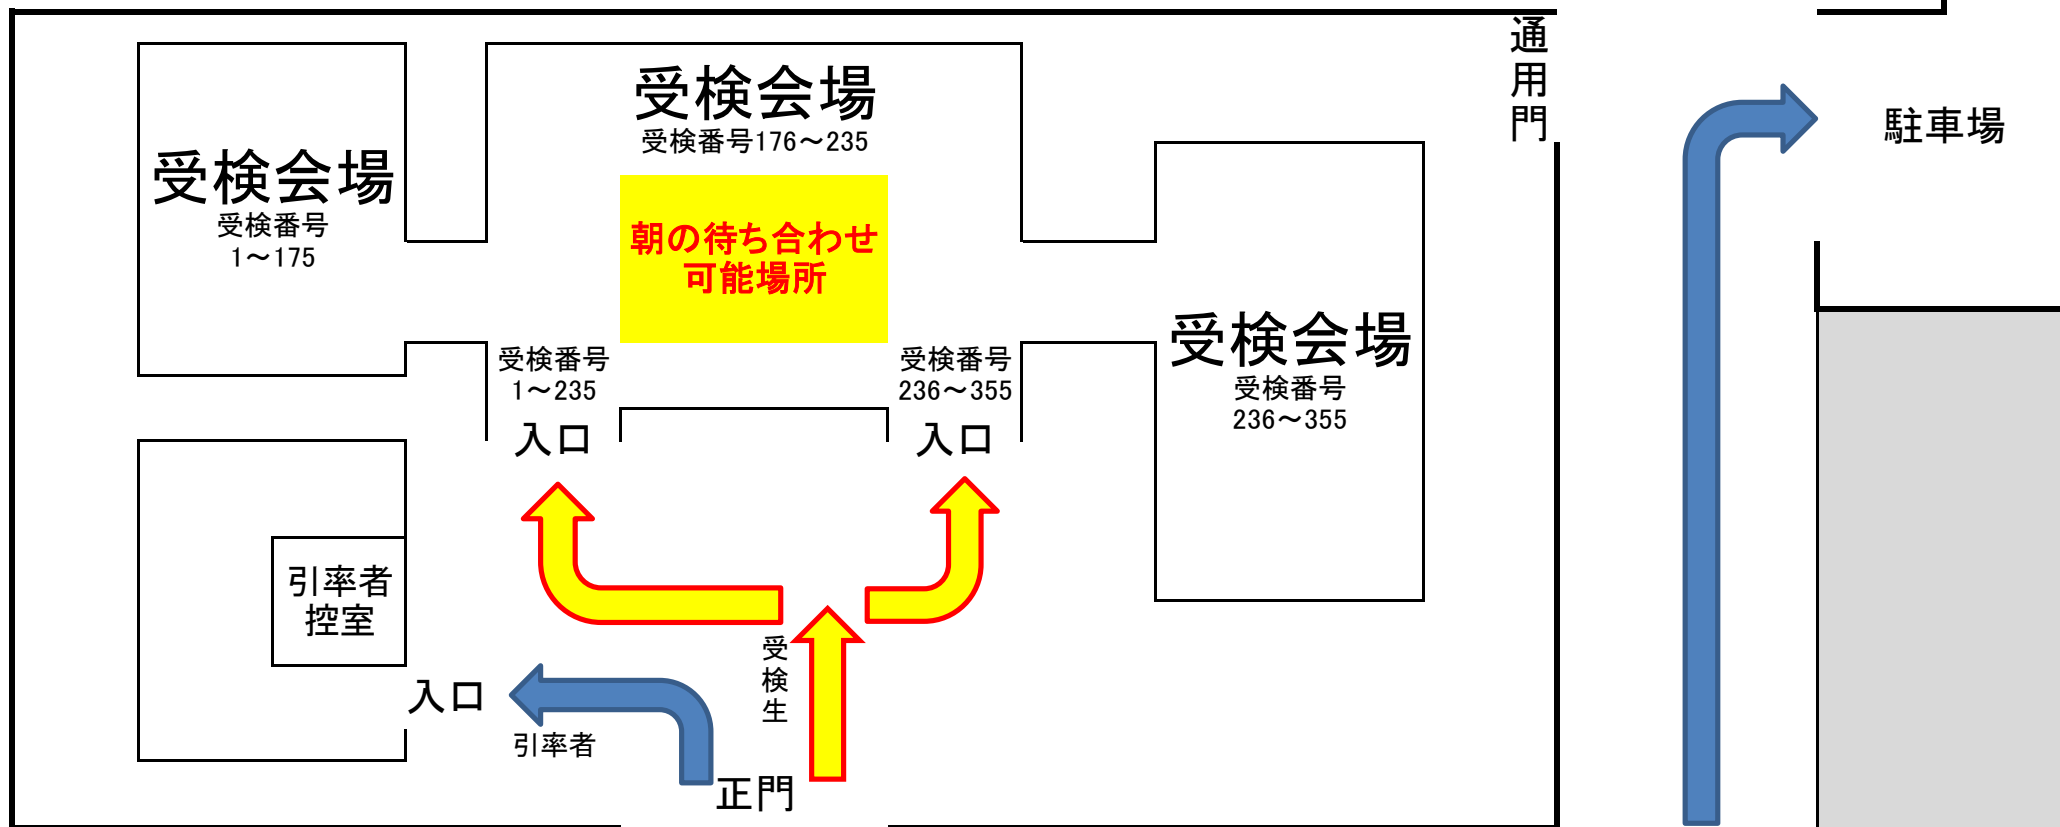 通用門
受検会場
受検番号176～235
駐車場
受検会場
受検番号
1～175
朝の待ち合わせ
可能場所
受検会場
受検番号
236～355
受検番号
1～235
入口
受検番号
236～355
入口
引率者
控室
受検生
入口
引率者
正門